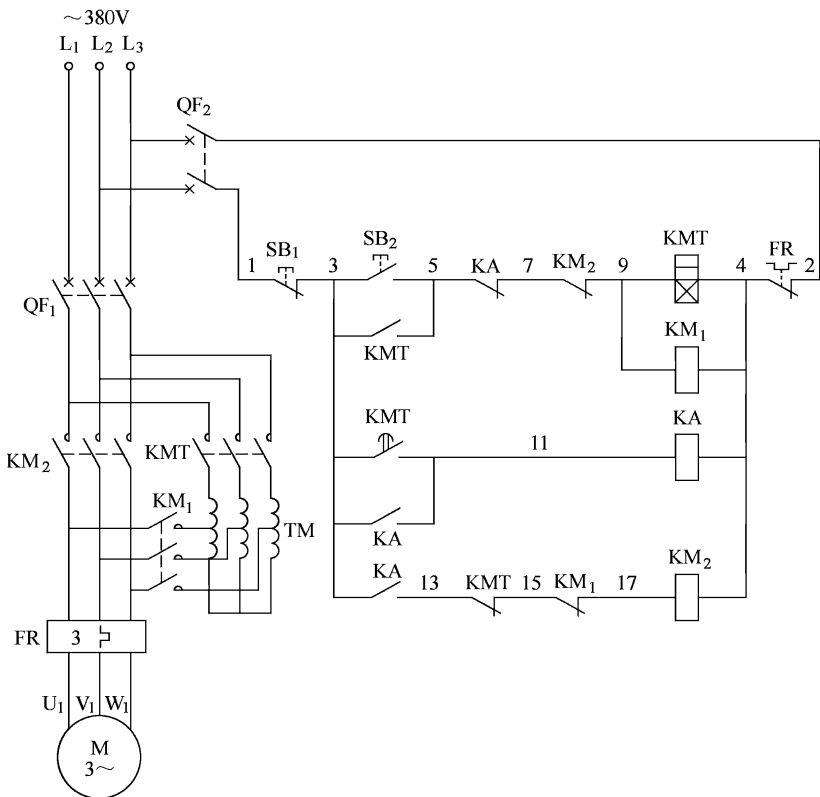 ～380V
L₁ L₂ L₃
QF₂
SB₁ SB₂ KMT FR
1 3 5 KA 7 KM₂ 9 4 2
QF₁
KMT KM₁
KMT KA
KM₂ KMT 11
KM₁ TM
KA
KA 13 KMT 15 KM₁ 17 KM₂
FR 3
U₁ V₁ W₁
M
3～